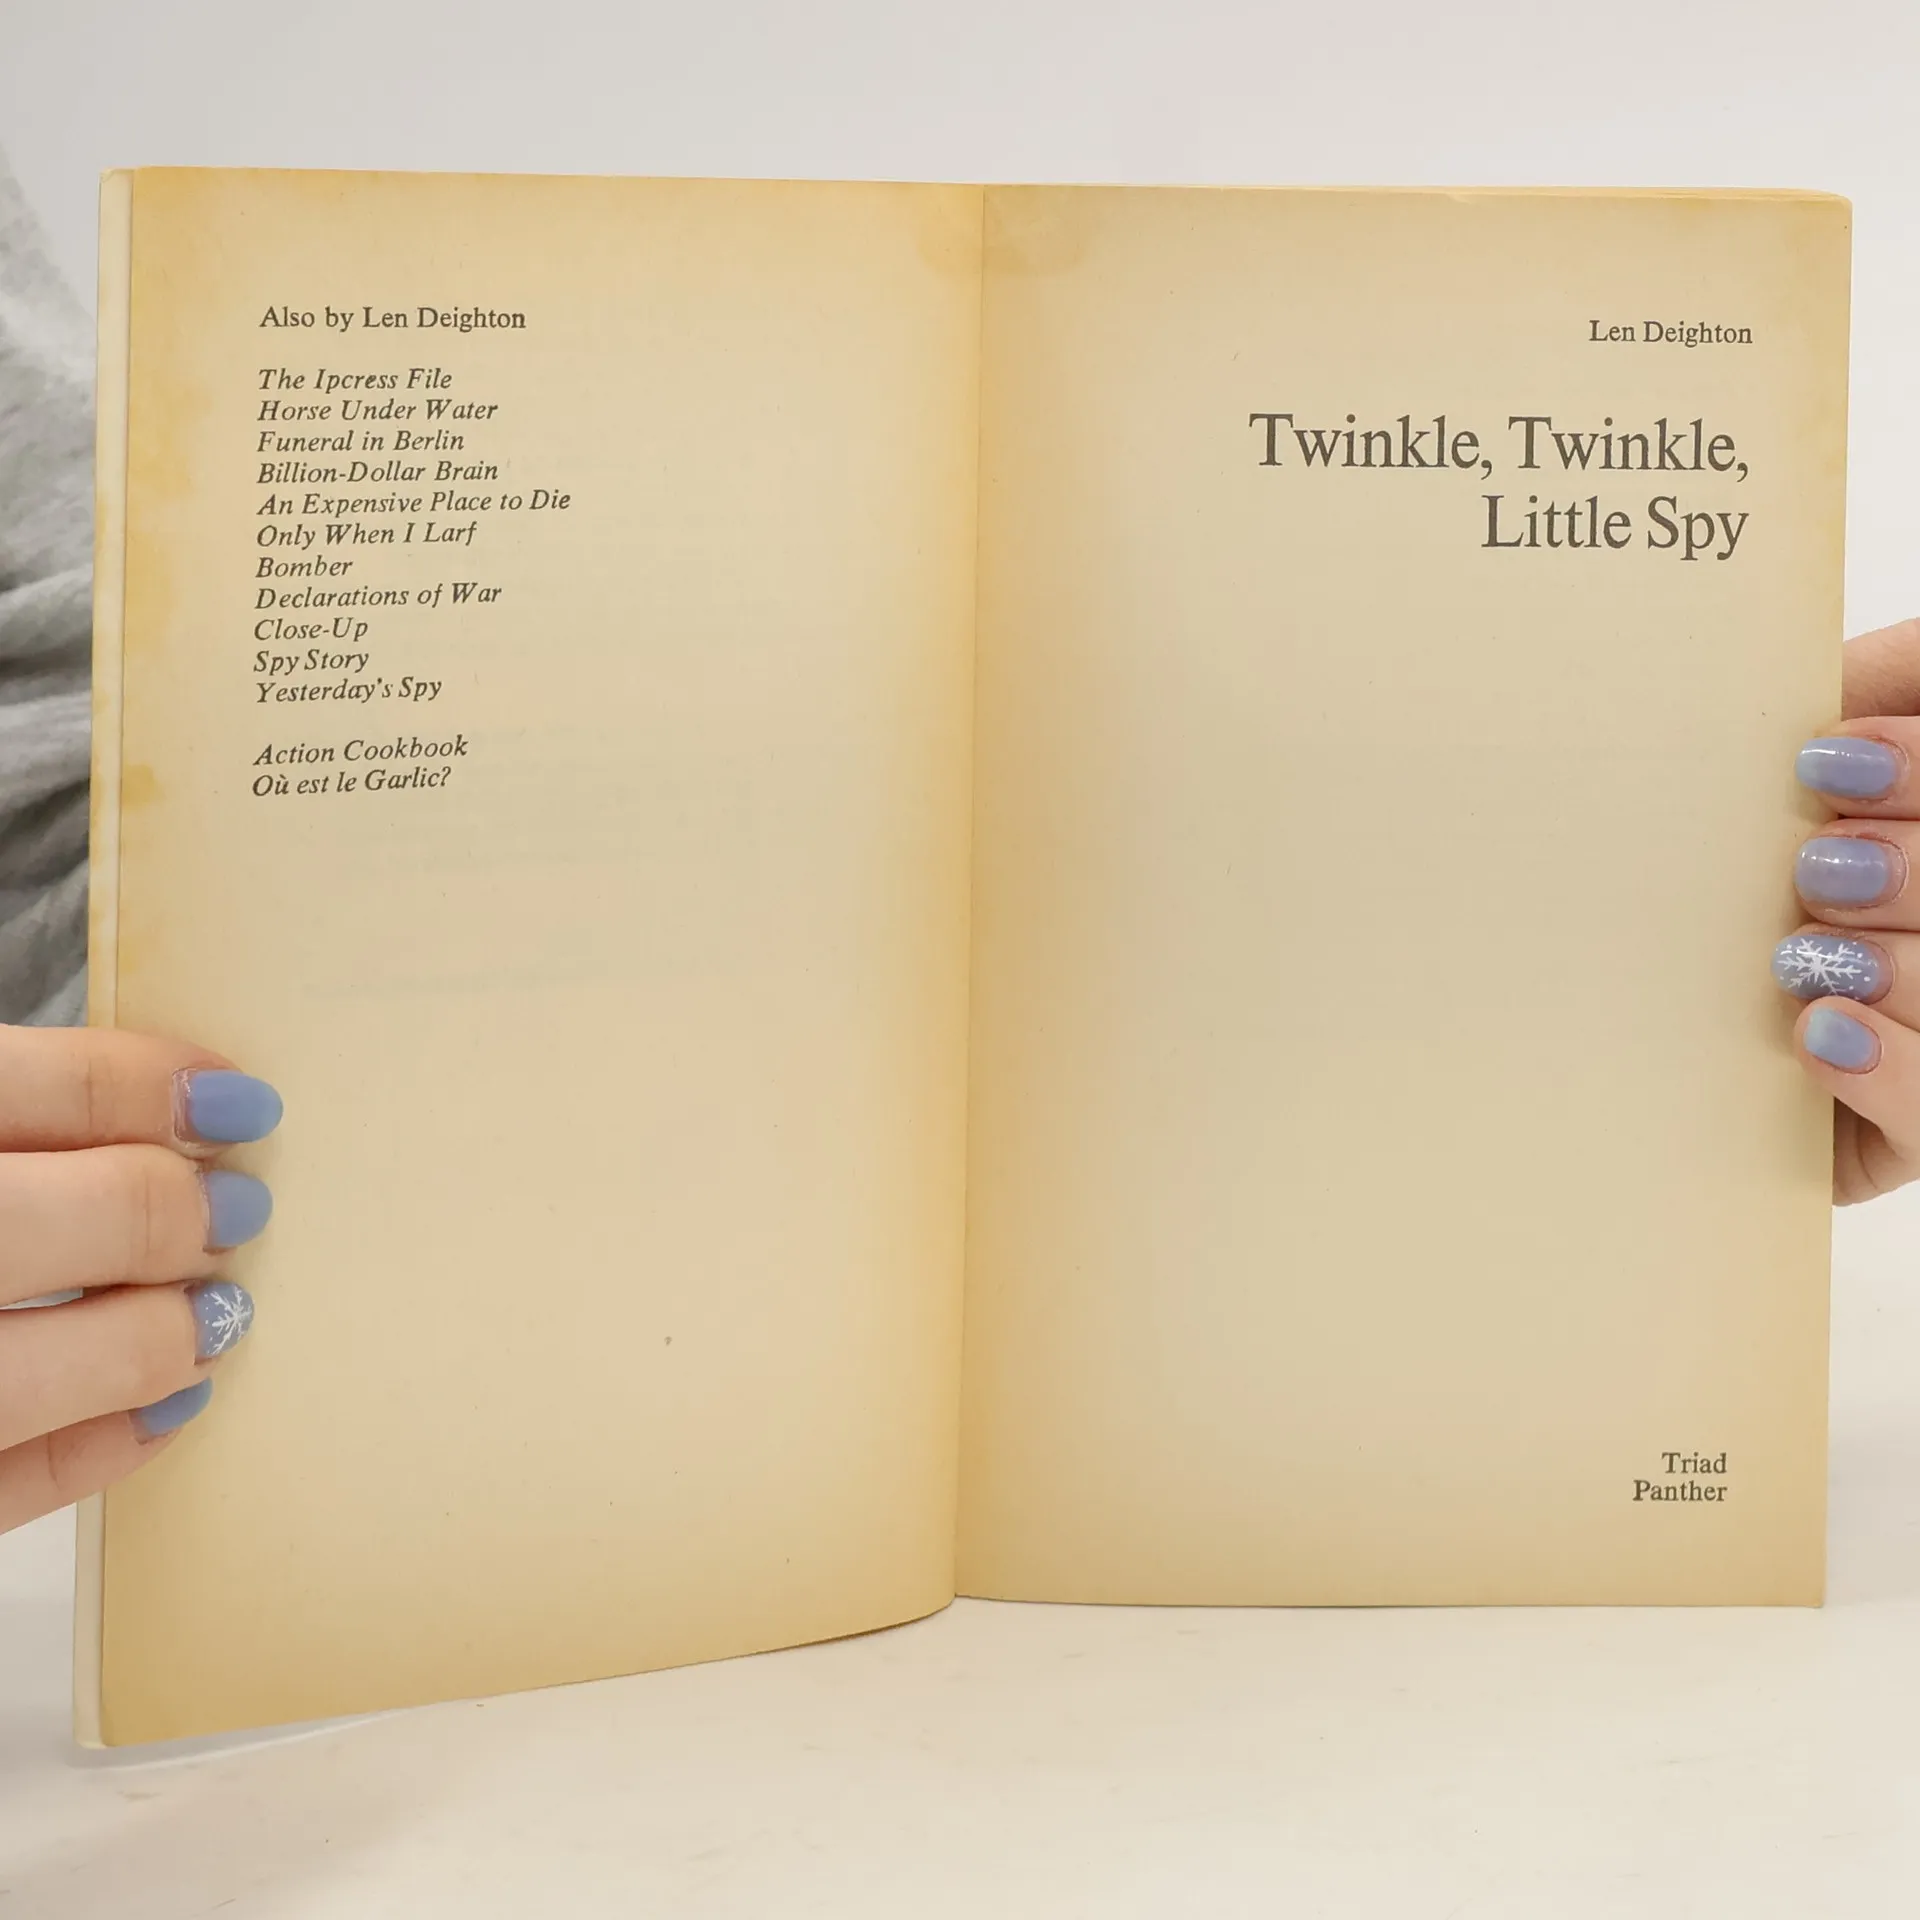 Also by Len Deighton
The Ipcress File
Horse Under Water
Funeral in Berlin
Billion-Dollar Brain
An Expensive Place to Die
Only When I Larf
Bomber
Declarations of War
Close-Up
Spy Story
Yesterday's Spy
Action Cookbook
Où est le Garlic?
Len Deighton
Twinkle, Twinkle,
Little Spy
Triad
Panther